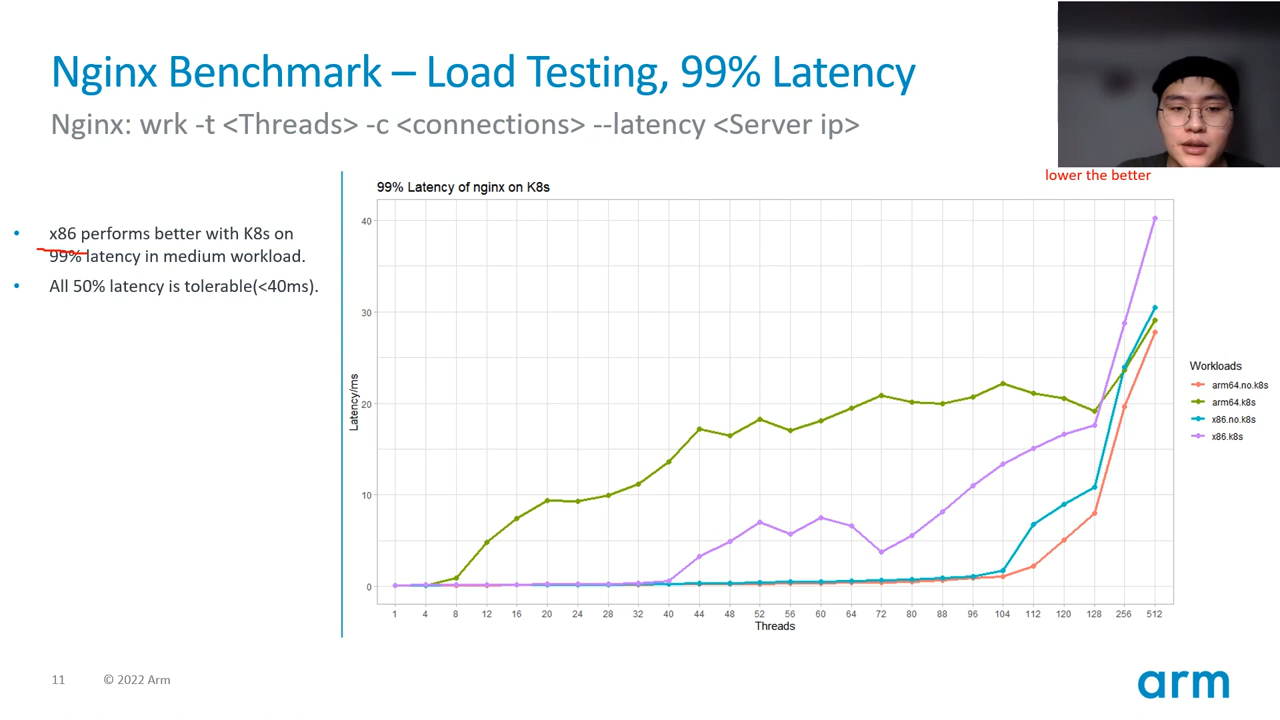 Nginx Benchmark – Load Testing, 99% Latency
Nginx: wrk -t <Threads> -c <connections> --latency <Server ip>
lower the better
• x86 performs better with K8s on
99% latency in medium workload.
• All 50% latency is tolerable(<40ms).
99% Latency of nginx on K8s
40
30
20
10
0
Latency/ms
1 4 8 12 16 20 24 28 32 36 40 44 48 52 56 60 64 72 80 88 96 104 112 120 128 256 512
Threads
Workloads
arm64.no.k8s
arm64.k8s
x86.no.k8s
x86.k8s
11 © 2022 Arm
arm